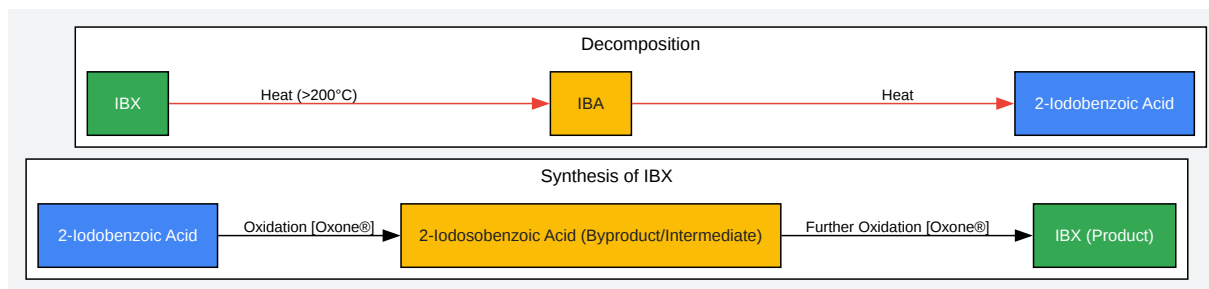 Decomposition
IBX
Heat (>200°C)
IBA
Heat
2-Iodobenzoic Acid
Synthesis of IBX
2-Iodobenzoic Acid
Oxidation [Oxone®]
2-Iodosobenzoic Acid (Byproduct/Intermediate)
Further Oxidation [Oxone®]
IBX (Product)